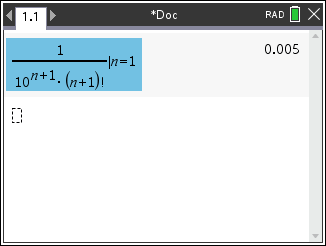 1.1 *Doc RAD
1/(10^(n+1)·(n+1)!)|n=1 0.005